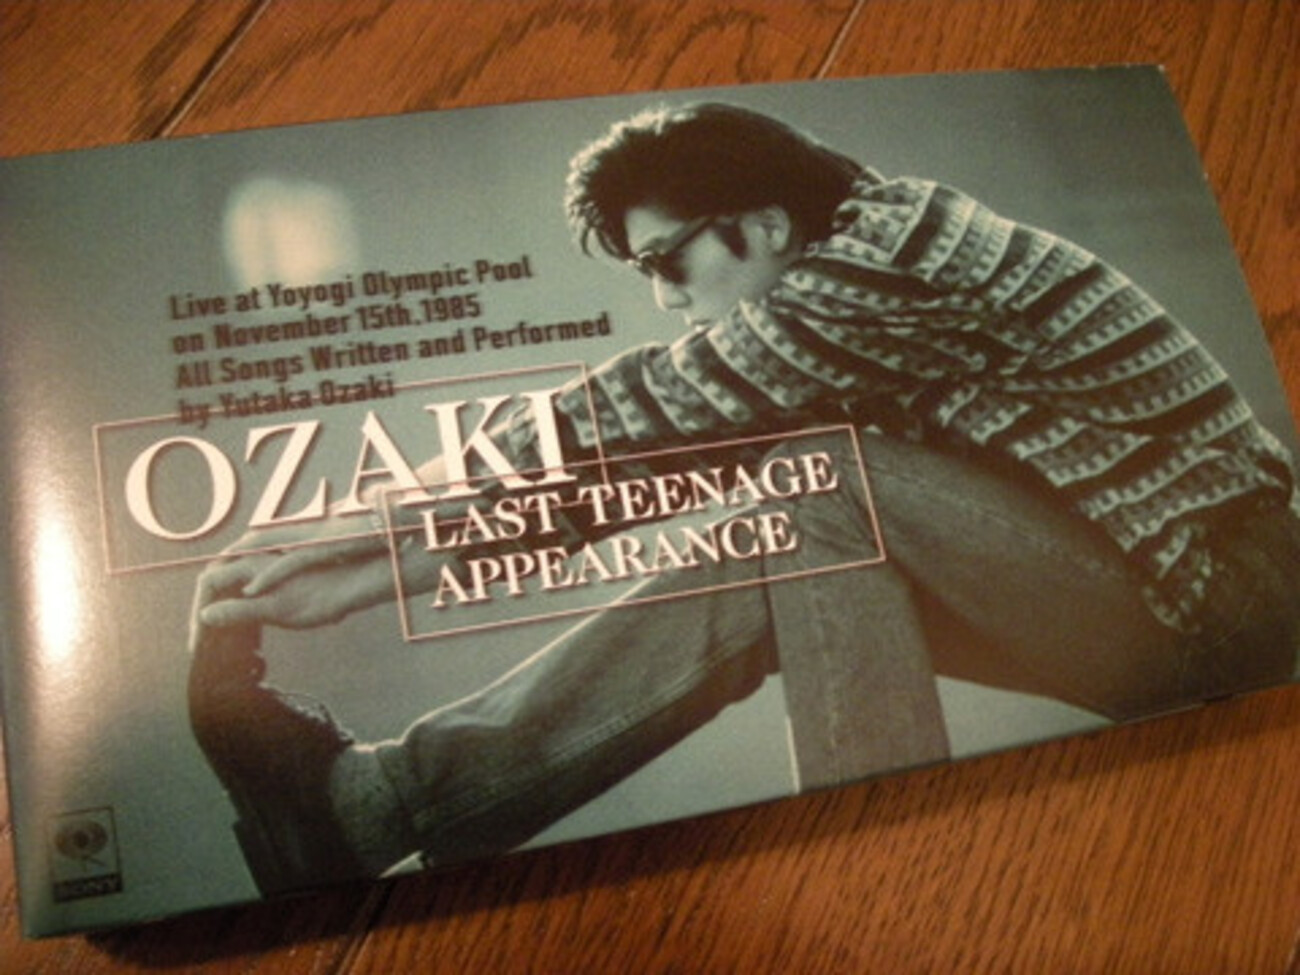 Live at Yoyogi Olympic Pool
on November 15th.1985
All Songs Written and Performed
by Yutaka Ozaki
OZAKI
LAST TEENAGE
APPEARANCE
SONY